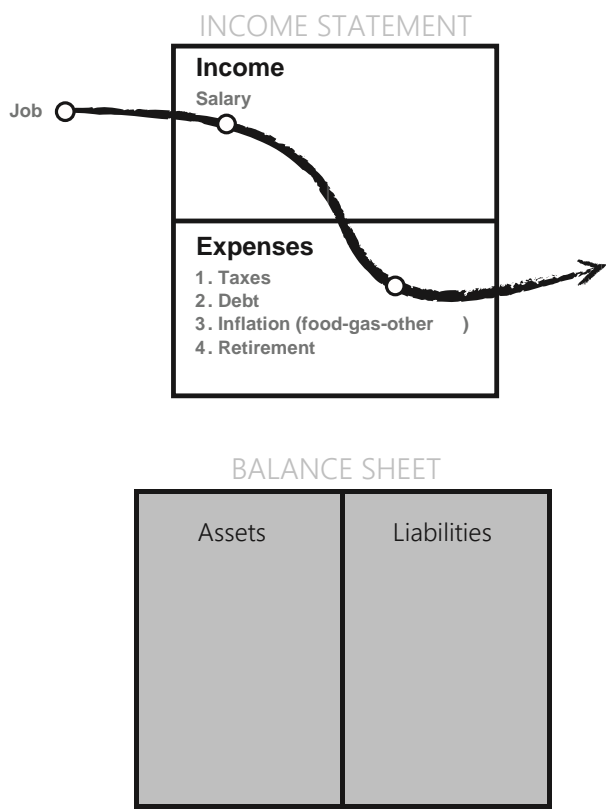 INCOME STATEMENT
Income
Salary
Job
Expenses
1. Taxes
2. Debt
3. Inflation (food-gas-other )
4. Retirement
BALANCE SHEET
Assets
Liabilities